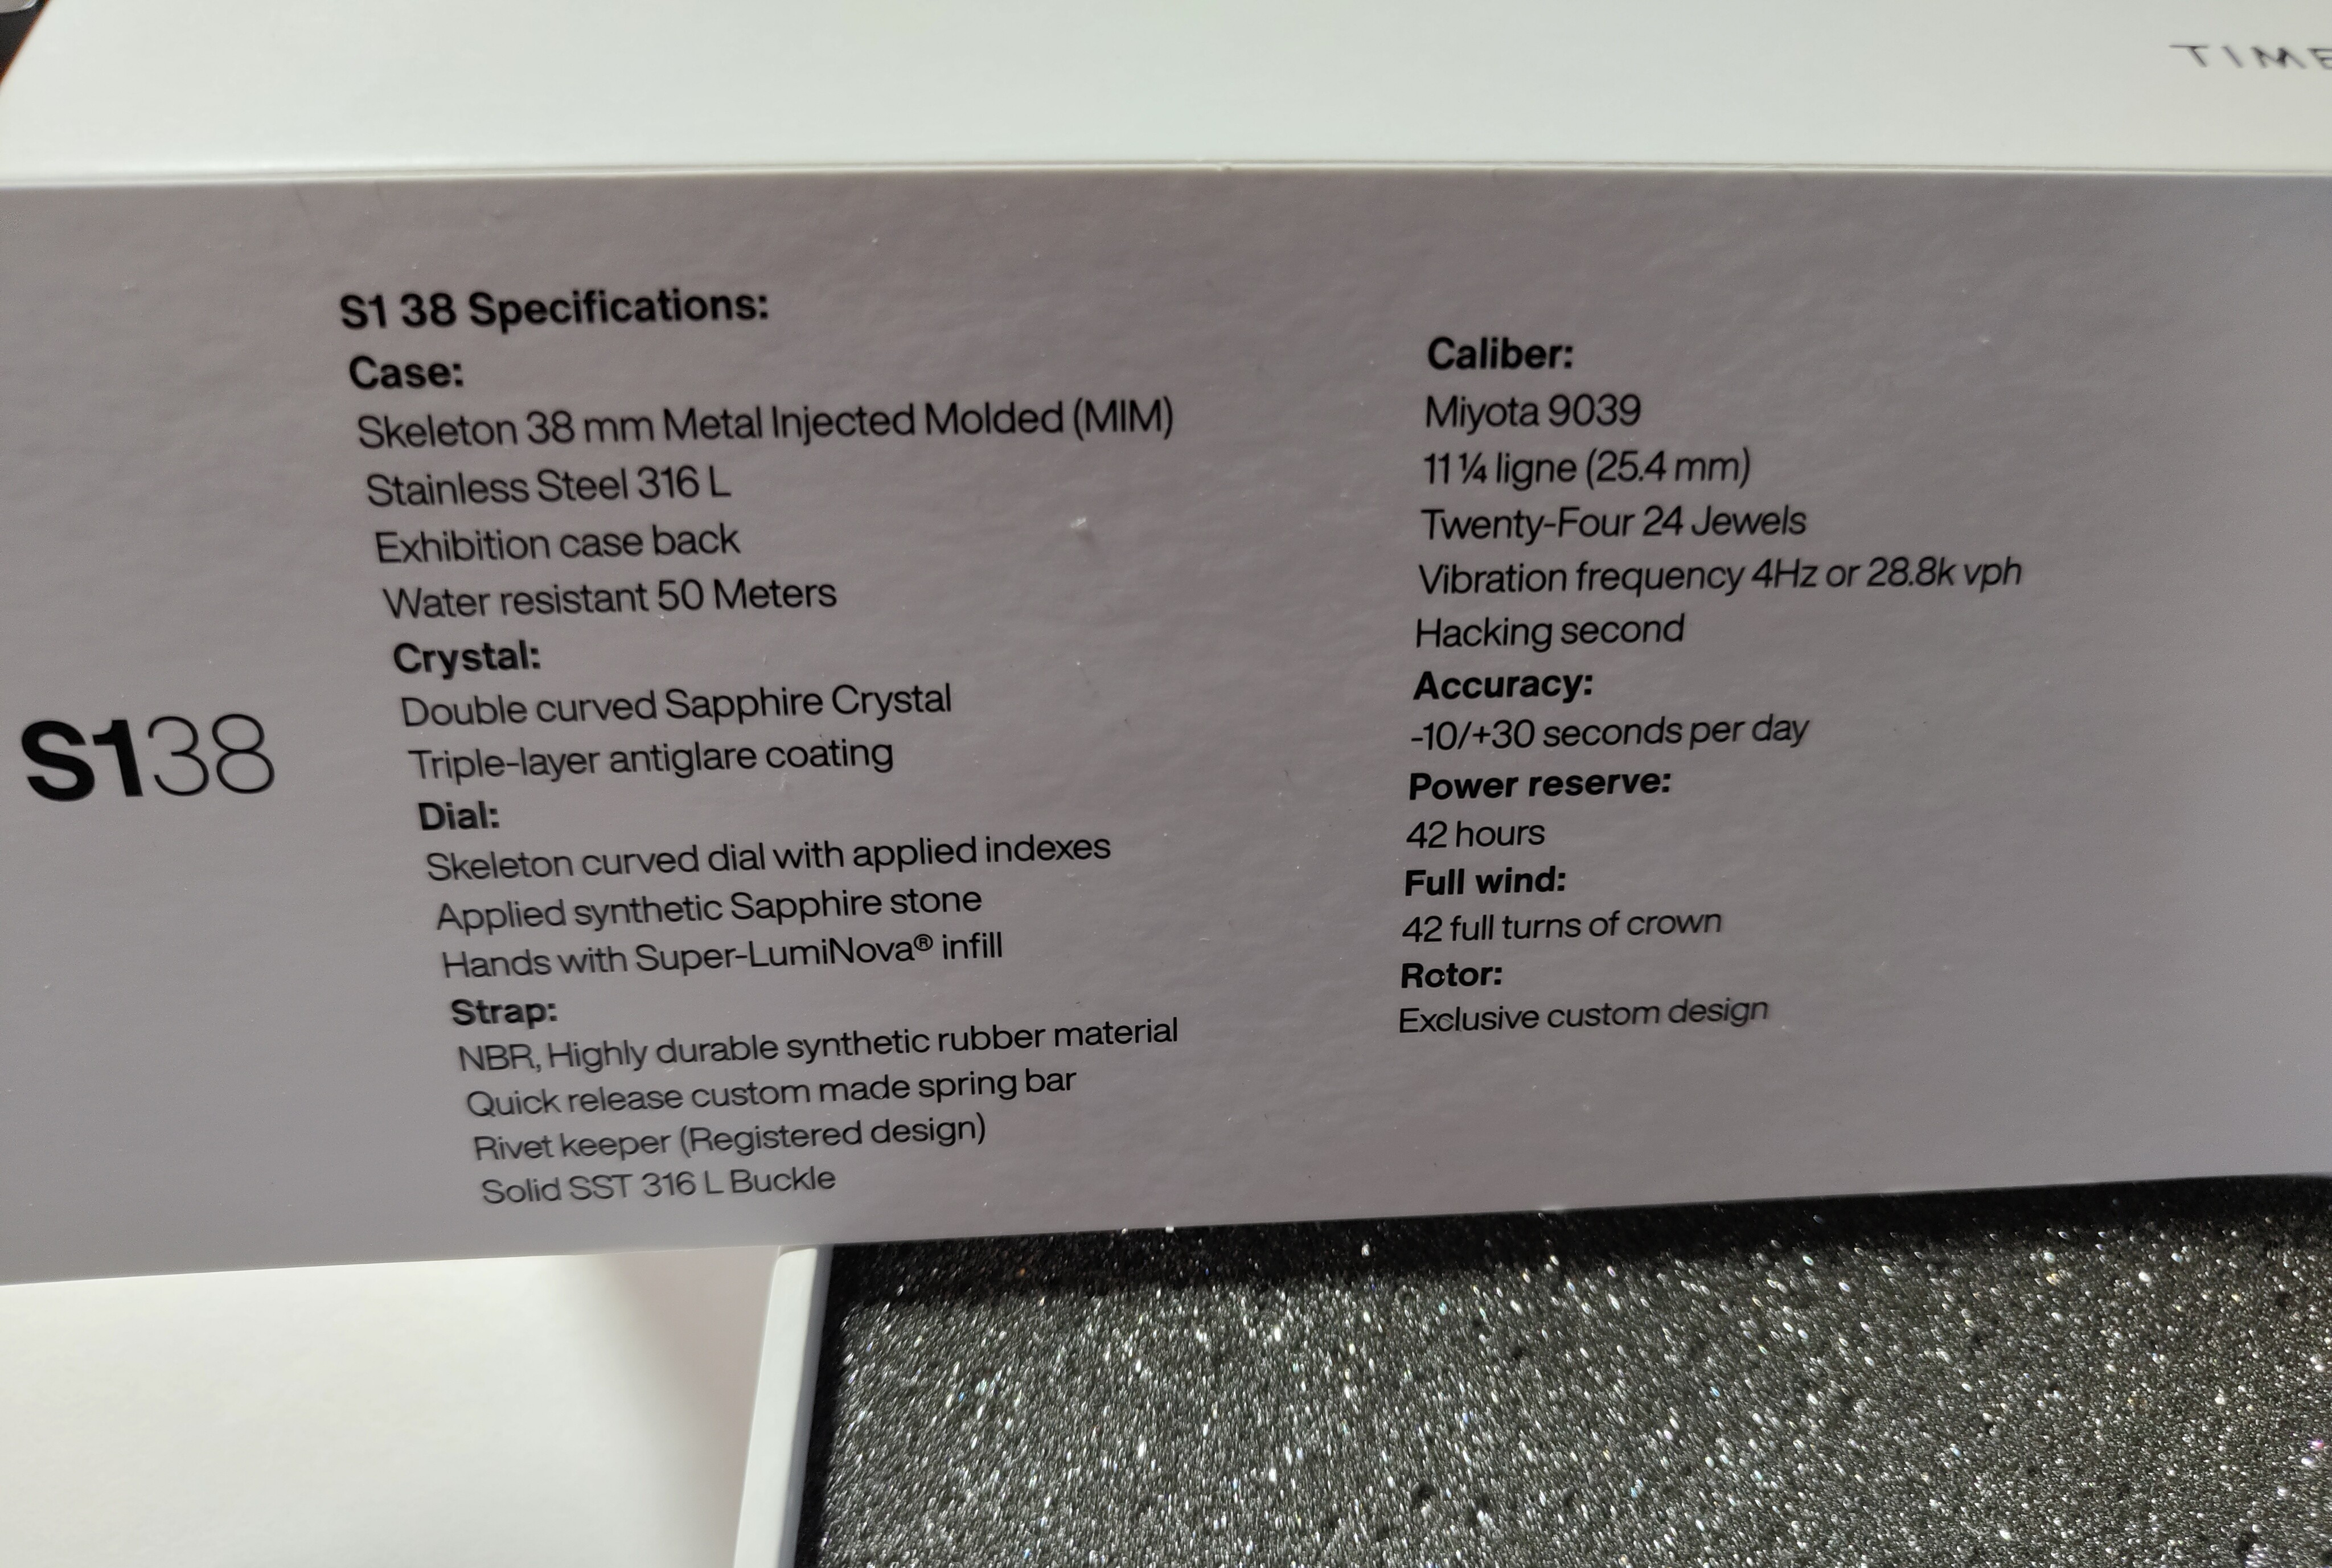 TIME
S1 38 Specifications:
Case:
Skeleton 38 mm Metal Injected Molded (MIM)
Stainless Steel 316 L
Exhibition case back
Water resistant 50 Meters
Crystal:
Double curved Sapphire Crystal
Triple-layer antiglare coating
Dial:
Skeleton curved dial with applied indexes
Applied synthetic Sapphire stone
Hands with Super-LumiNova® infill
Strap:
NBR, Highly durable synthetic rubber material
Quick release custom made spring bar
Rivet keeper (Registered design)
Solid SST 316 L Buckle
S138
Caliber:
Miyota 9039
11 ¼ ligne (25.4 mm)
Twenty-Four 24 Jewels
Vibration frequency 4Hz or 28.8k vph
Hacking second
Accuracy:
-10/+30 seconds per day
Power reserve:
42 hours
Full wind:
42 full turns of crown
Rotor:
Exclusive custom design